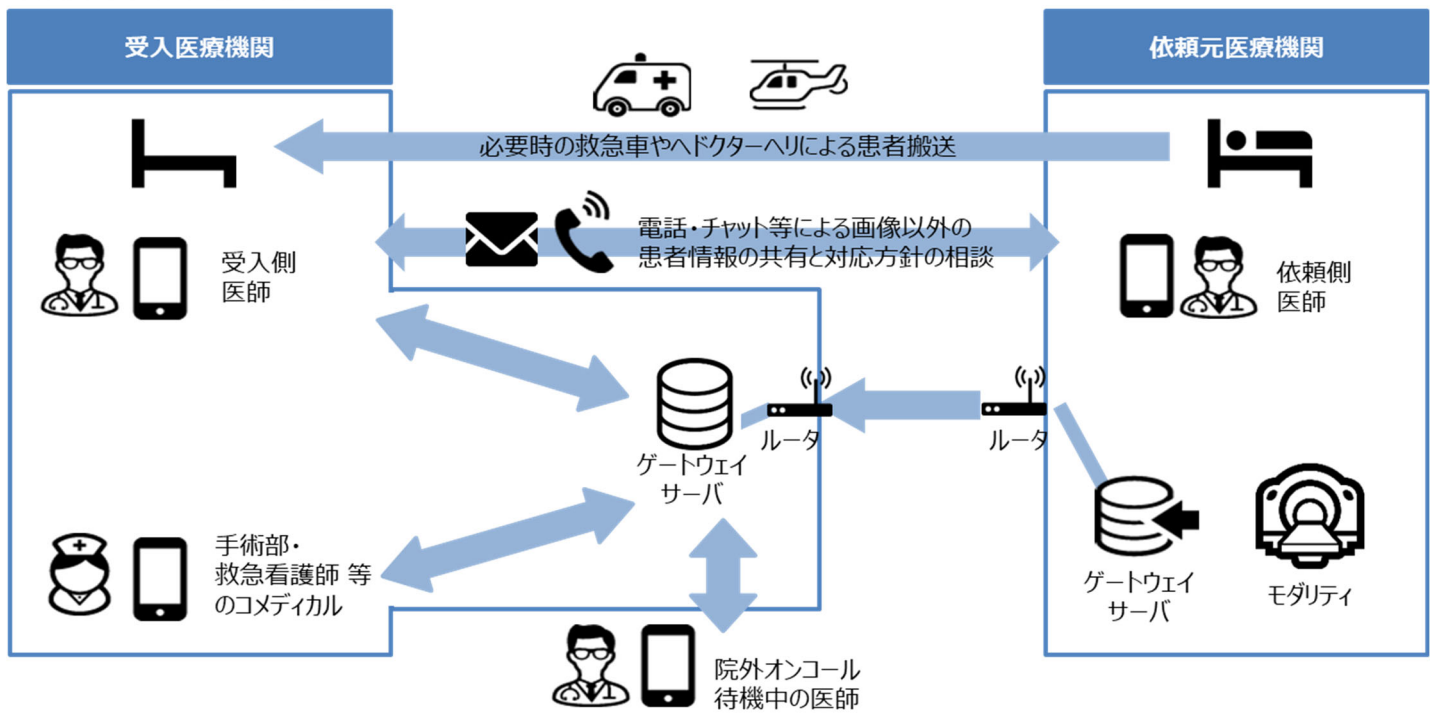 受入医療機関
依頼元医療機関
必要時の救急車やヘドクターヘリによる患者搬送
電話・チャット等による画像以外の
患者情報の共有と対応方針の相談
受入側
医師
依頼側
医師
ルータ
ルータ
ゲートウェイ
サーバ
手術部・
救急看護師 等
のコメディカル
ゲートウェイ
サーバ
モダリティ
院外オンコール
待機中の医師